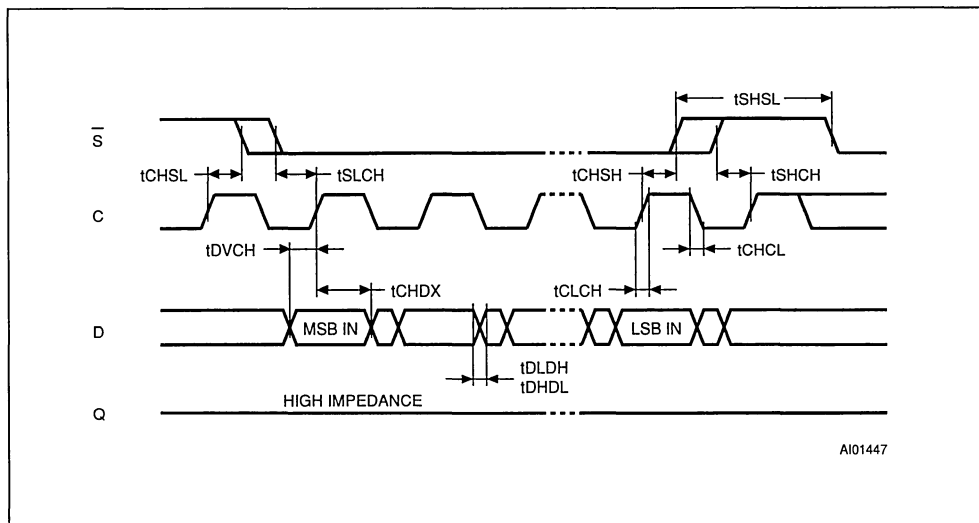 tSHSL
S̅
tCHSL
tSLCH
tCHSH
tSHCH
C
tDVCH
tCHCL
tCHDX
tCLCH
D
MSB IN
LSB IN
tDLDH
tDHDL
HIGH IMPEDANCE
Q
AI01447